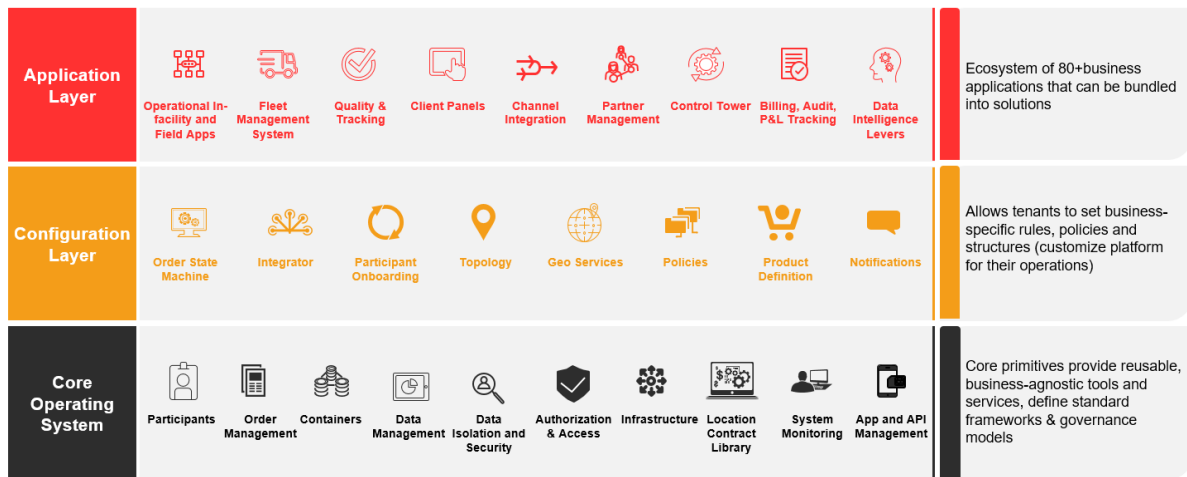 Application
Layer
Operational In-
facility and
Field Apps
Fleet
Management
System
Quality &
Tracking
Client Panels
Channel
Integration
Partner
Management
Control Tower
Billing, Audit,
P&L Tracking
Data
Intelligence
Levers
Ecosystem of 80+business
applications that can be bundled
into solutions
Configuration
Layer
Order State
Machine
Integrator
Participant
Onboarding
Topology
Geo Services
Policies
Product
Definition
Notifications
Allows tenants to set business-
specific rules, policies and
structures (customize platform
for their operations)
Core
Operating
System
Participants
Order
Management
Containers
Data
Management
Data
Isolation and
Security
Authorization
& Access
Infrastructure
Location
Contract
Library
System
Monitoring
App and API
Management
Core primitives provide reusable,
business-agnostic tools and
services, define standard
frameworks & governance
models